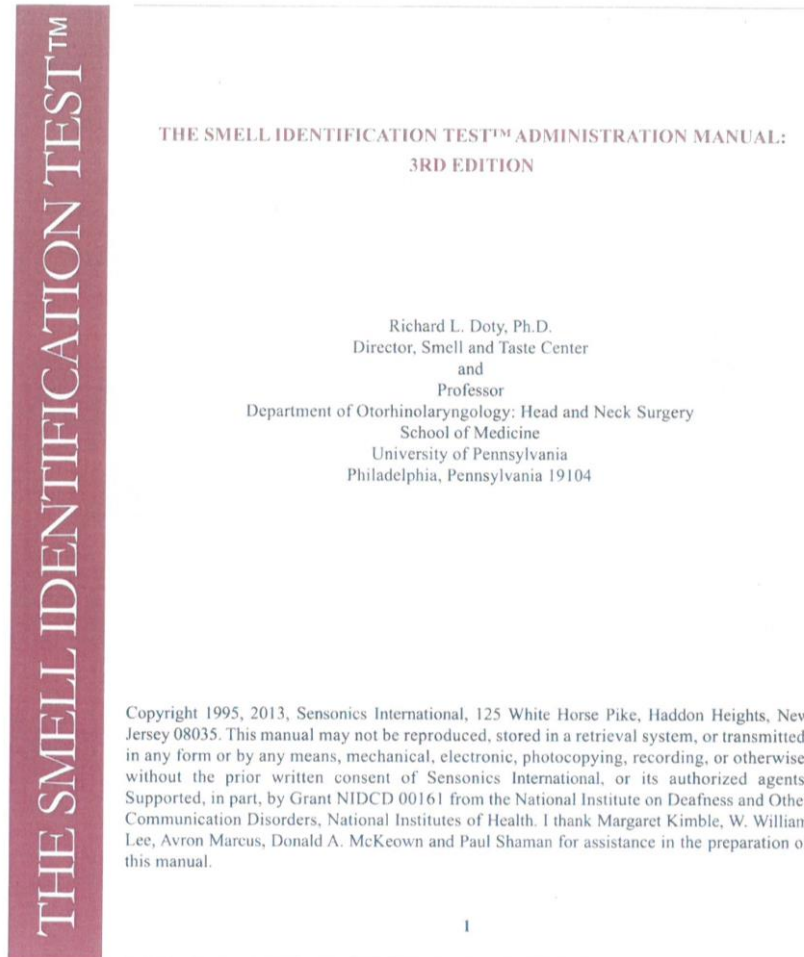 THE SMELL IDENTIFICATION TEST™
THE SMELL IDENTIFICATION TEST™ ADMINISTRATION MANUAL:
3RD EDITION
Richard L. Doty, Ph.D.
Director, Smell and Taste Center
and
Professor
Department of Otorhinolaryngology: Head and Neck Surgery
School of Medicine
University of Pennsylvania
Philadelphia, Pennsylvania 19104
Copyright 1995, 2013, Sensonics International, 125 White Horse Pike, Haddon Heights, New
Jersey 08035. This manual may not be reproduced, stored in a retrieval system, or transmitted
in any form or by any means, mechanical, electronic, photocopying, recording, or otherwise
without the prior written consent of Sensonics International, or its authorized agents
Supported, in part, by Grant NIDCD 00161 from the National Institute on Deafness and Othe
Communication Disorders, National Institutes of Health. I thank Margaret Kimble, W. William
Lee, Avron Marcus, Donald A. McKeown and Paul Shaman for assistance in the preparation o
this manual.
1